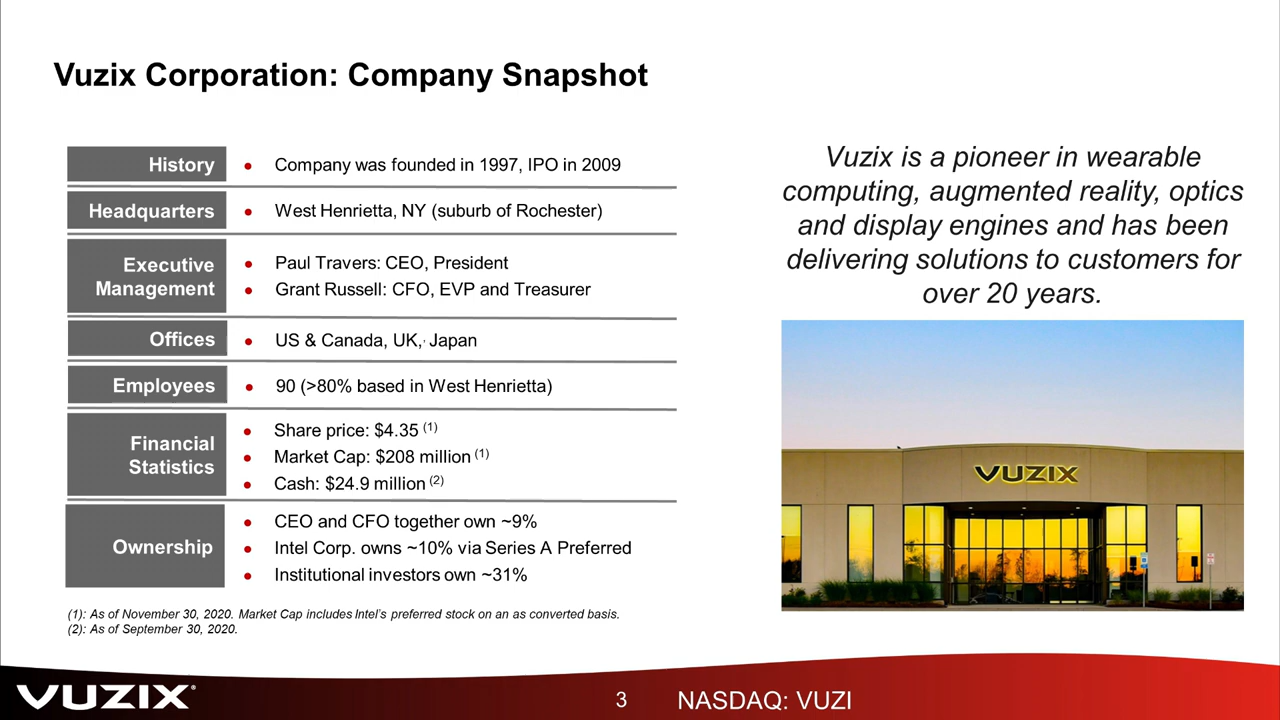 Vuzix Corporation: Company Snapshot
History
● Company was founded in 1997, IPO in 2009
Headquarters
● West Henrietta, NY (suburb of Rochester)
Executive
Management
● Paul Travers: CEO, President
● Grant Russell: CFO, EVP and Treasurer
Offices
● US & Canada, UK, Japan
Employees
● 90 (>80% based in West Henrietta)
Financial
Statistics
● Share price: $4.35 (1)
● Market Cap: $208 million (1)
● Cash: $24.9 million (2)
Ownership
● CEO and CFO together own ~9%
● Intel Corp. owns ~10% via Series A Preferred
● Institutional investors own ~31%
(1): As of November 30, 2020. Market Cap includes Intel's preferred stock on an as converted basis.
(2): As of September 30, 2020.
Vuzix is a pioneer in wearable
computing, augmented reality, optics
and display engines and has been
delivering solutions to customers for
over 20 years.
VUZIX
VUZIX®
3
NASDAQ: VUZI